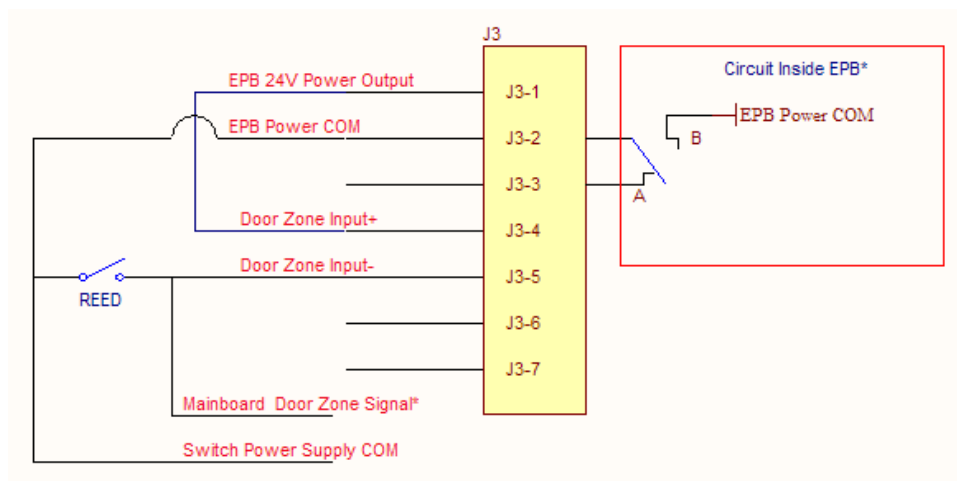 J3
EPB 24V Power Output
J3-1
Circuit Inside EPB*
EPB Power COM
J3-2
EPB Power COM
B
J3-3
A
Door Zone Input+
J3-4
Door Zone Input-
J3-5
REED
J3-6
J3-7
Mainboard Door Zone Signal*
Switch Power Supply COM